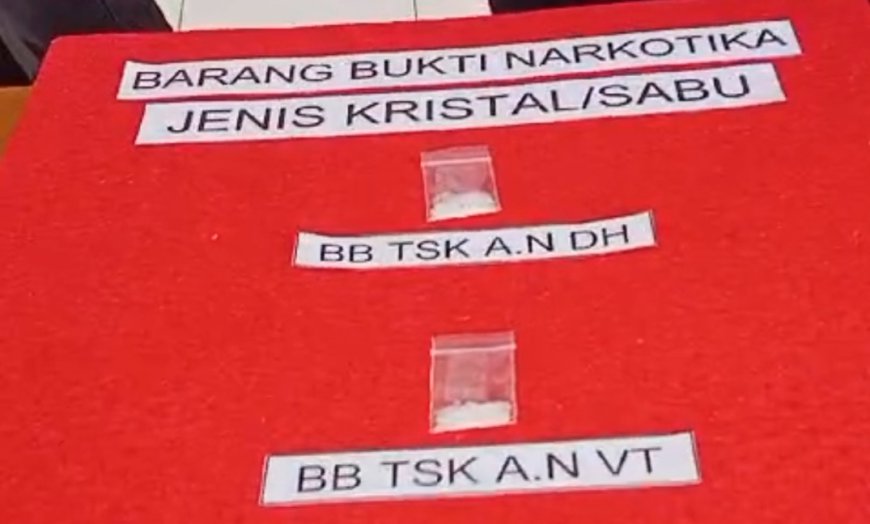 BARANG BUKTI NARKOTIKA
JENIS KRISTAL/SABU
BB TSK A.N DH
BB TSK A.N VT